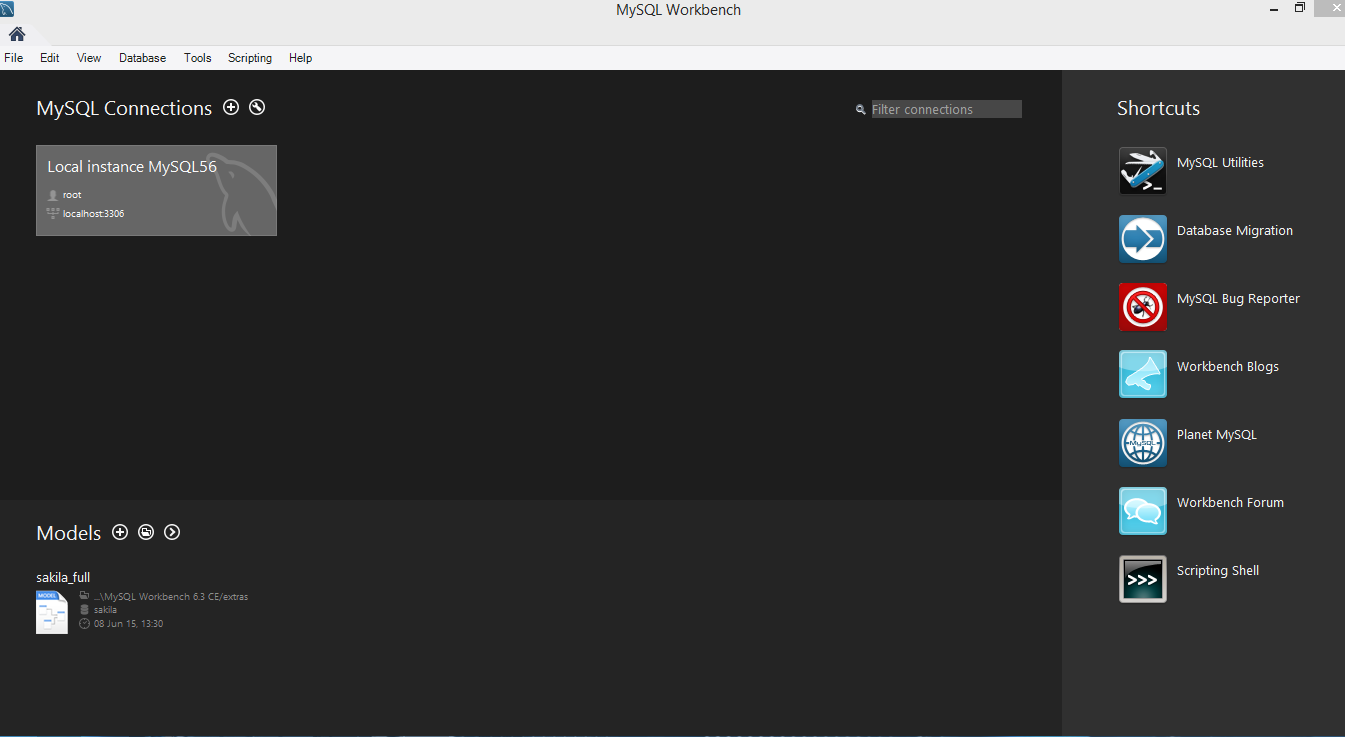 MySQL Workbench
File Edit View Database Tools Scripting Help
MySQL Connections
Filter connections
Local instance MySQL56
root
localhost:3306
Shortcuts
MySQL Utilities
Database Migration
MySQL Bug Reporter
Workbench Blogs
MySQL
Planet MySQL
Workbench Forum
>>>
Scripting Shell
Models
sakila_full
MODEL
...\MySQL Workbench 6.3 CE/extras
sakila
08 Jun 15, 13:30